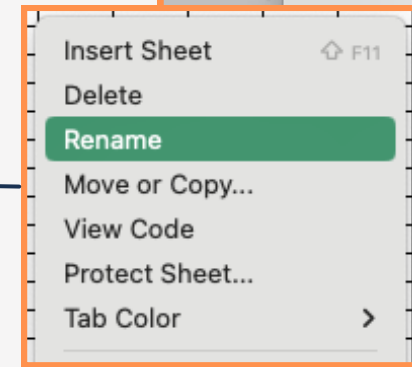 Insert Sheet ⇧ F11
Delete
Rename
Move or Copy...
View Code
Protect Sheet...
Tab Color